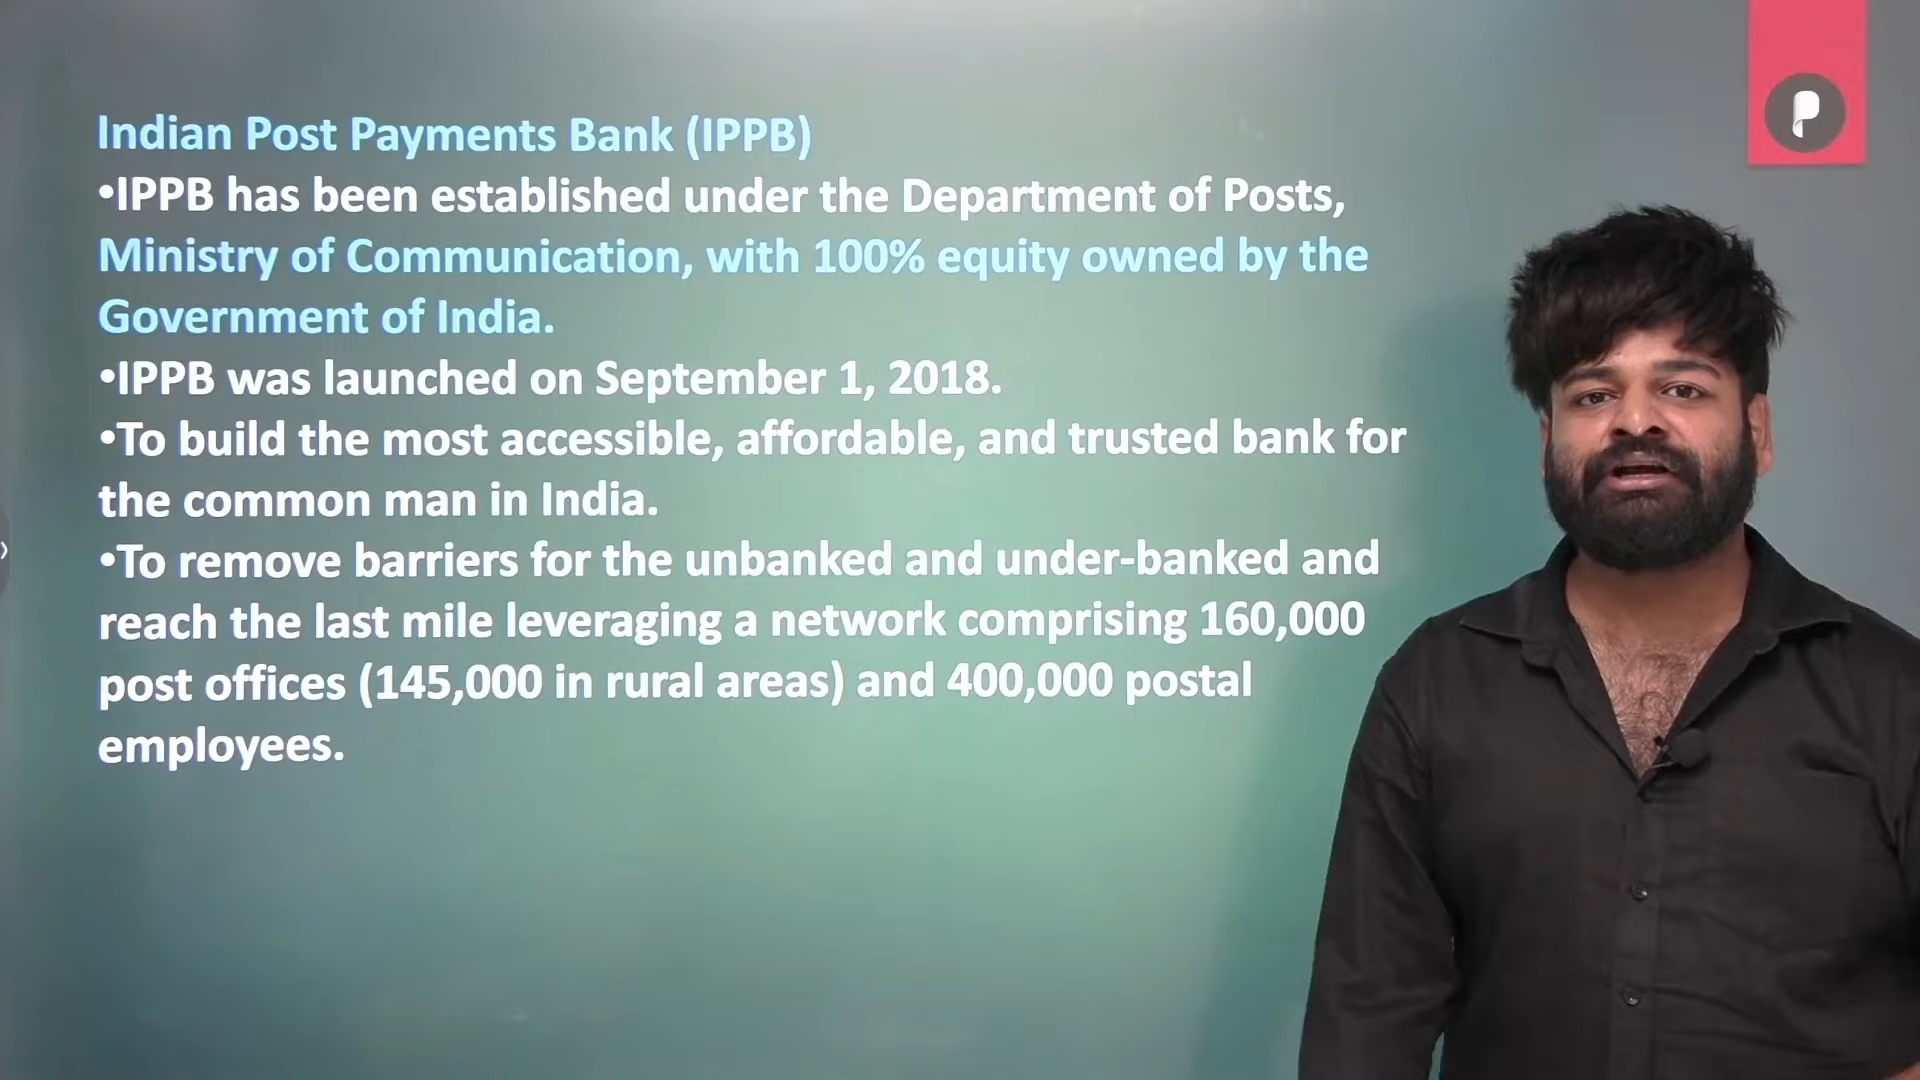 Indian Post Payments Bank (IPPB)
•IPPB has been established under the Department of Posts,
Ministry of Communication, with 100% equity owned by the
Government of India.
•IPPB was launched on September 1, 2018.
•To build the most accessible, affordable, and trusted bank for
the common man in India.
•To remove barriers for the unbanked and under-banked and
reach the last mile leveraging a network comprising 160,000
post offices (145,000 in rural areas) and 400,000 postal
employees.